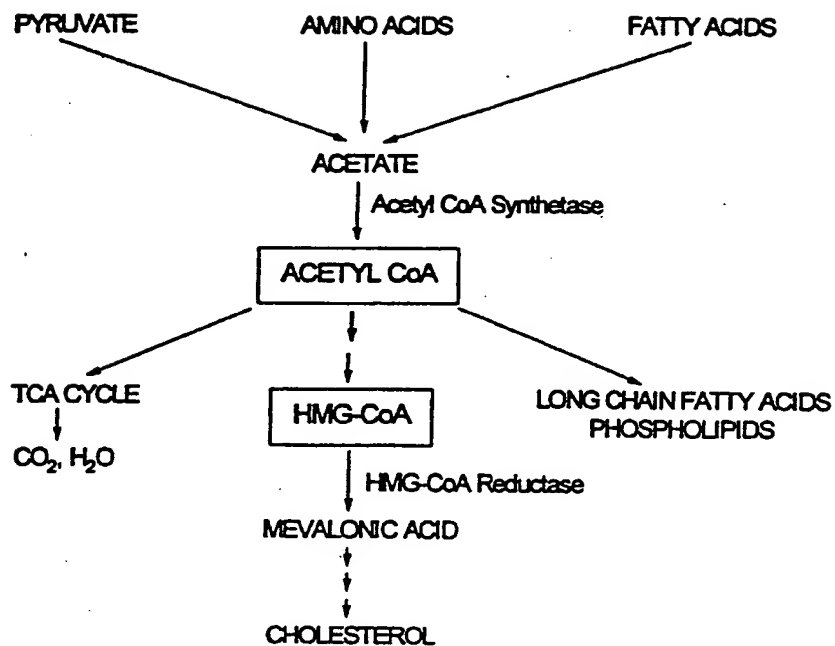 PYRUVATE
AMINO ACIDS
FATTY ACIDS
ACETATE
Acetyl CoA Synthetase
ACETYL CoA
TCA CYCLE
CO₂, H₂O
HMG-CoA
LONG CHAIN FATTY ACIDS
PHOSPHOLIPIDS
HMG-CoA Reductase
MEVALONIC ACID
CHOLESTEROL